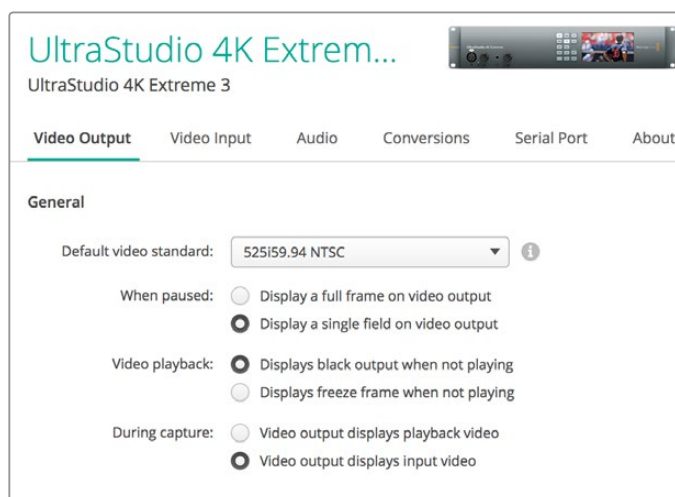 UltraStudio 4K Extrem...
UltraStudio 4K Extreme 3
Video Output Video Input Audio Conversions Serial Port About
General
Default video standard: 525i59.94 NTSC
When paused: Display a full frame on video output
Display a single field on video output
Video playback: Displays black output when not playing
Displays freeze frame when not playing
During capture: Video output displays playback video
Video output displays input video